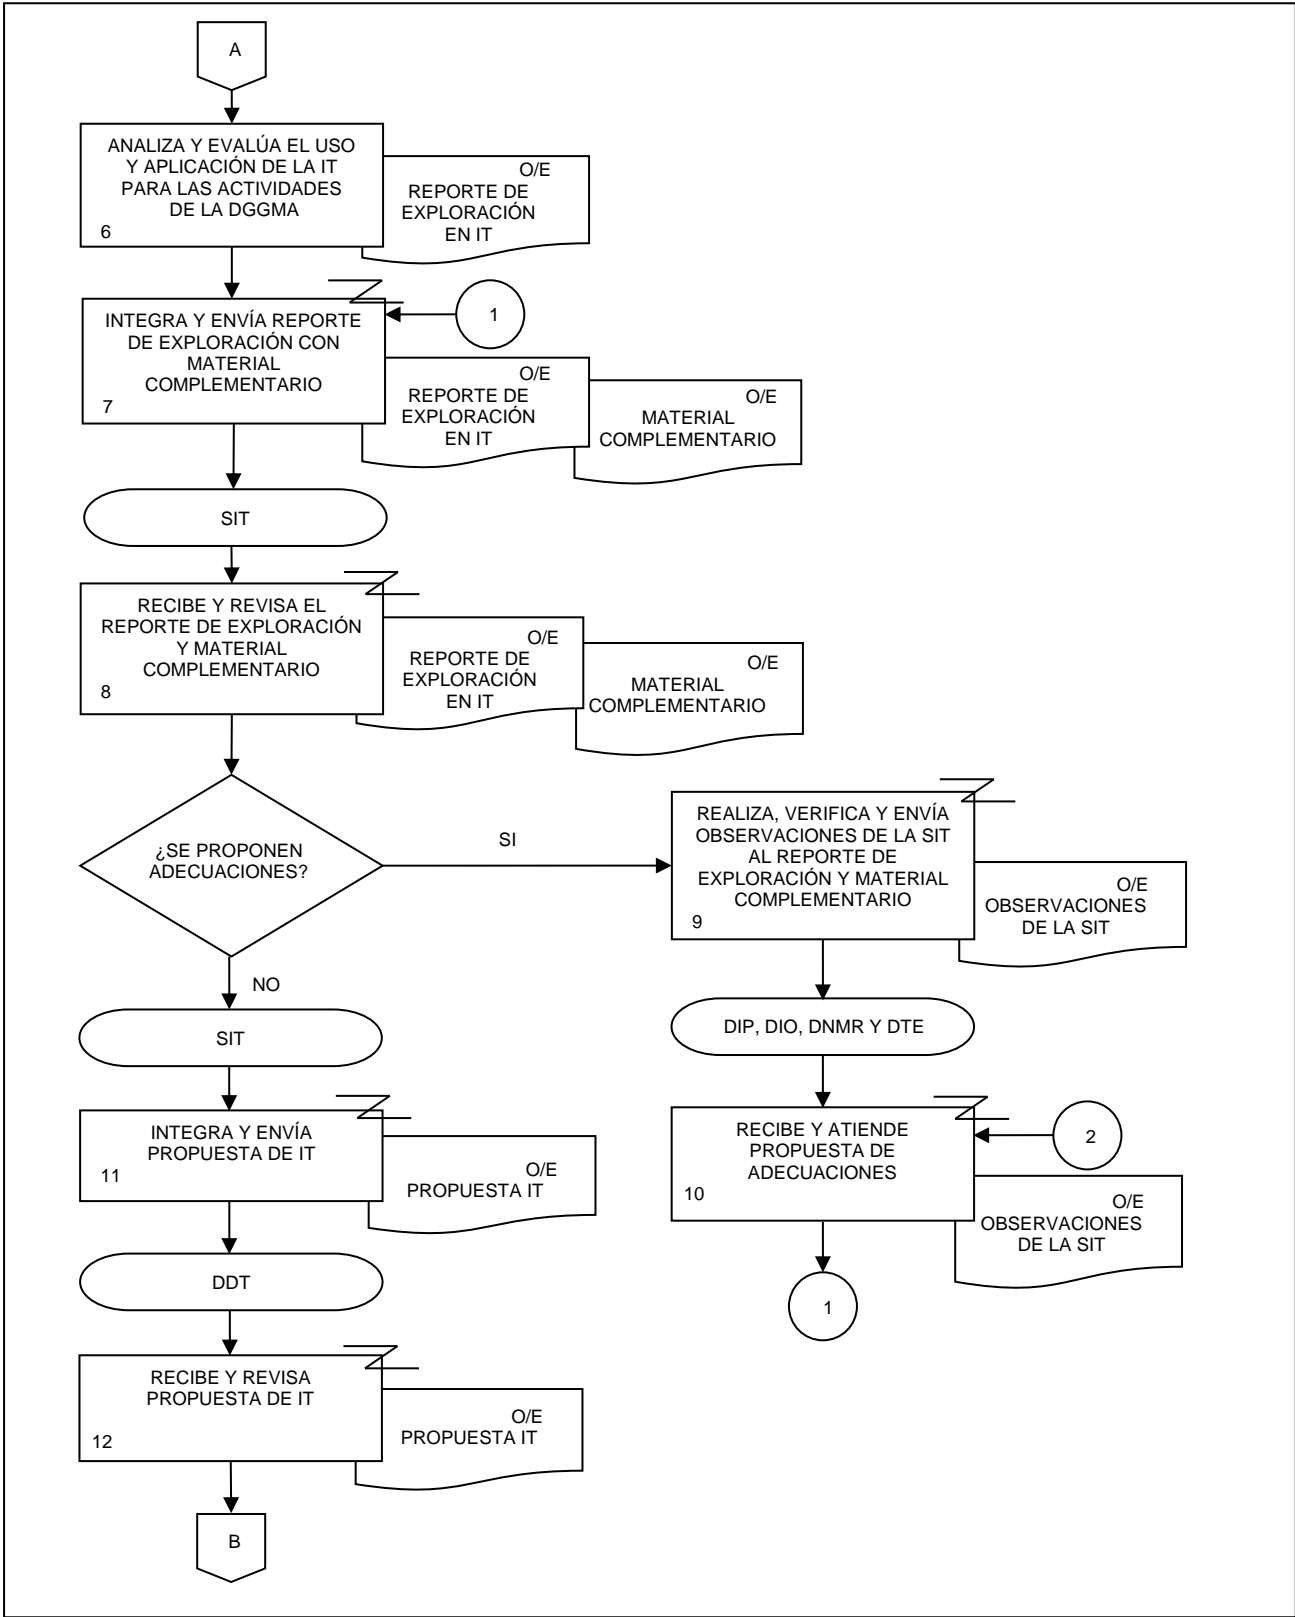 A
ANALIZA Y EVALÚA EL USO
Y APLICACIÓN DE LA IT
PARA LAS ACTIVIDADES
DE LA DGGMA
6
O/E
REPORTE DE
EXPLORACIÓN
EN IT
INTEGRA Y ENVÍA REPORTE
DE EXPLORACIÓN CON
MATERIAL
COMPLEMENTARIO
7
1
O/E
REPORTE DE
EXPLORACIÓN
EN IT
O/E
MATERIAL
COMPLEMENTARIO
SIT
RECIBE Y REVISA EL
REPORTE DE EXPLORACIÓN
Y MATERIAL
COMPLEMENTARIO
8
O/E
REPORTE DE
EXPLORACIÓN
EN IT
O/E
MATERIAL
COMPLEMENTARIO
¿SE PROPONEN
ADECUACIONES?
SI
REALIZA, VERIFICA Y ENVÍA
OBSERVACIONES DE LA SIT
AL REPORTE DE
EXPLORACIÓN Y MATERIAL
COMPLEMENTARIO
9
O/E
OBSERVACIONES
DE LA SIT
DIP, DIO, DNMR Y DTE
RECIBE Y ATIENDE
PROPUESTA DE
ADECUACIONES
10
2
O/E
OBSERVACIONES
DE LA SIT
1
NO
SIT
INTEGRA Y ENVÍA
PROPUESTA DE IT
11
O/E
PROPUESTA IT
DDT
RECIBE Y REVISA
PROPUESTA DE IT
12
O/E
PROPUESTA IT
B